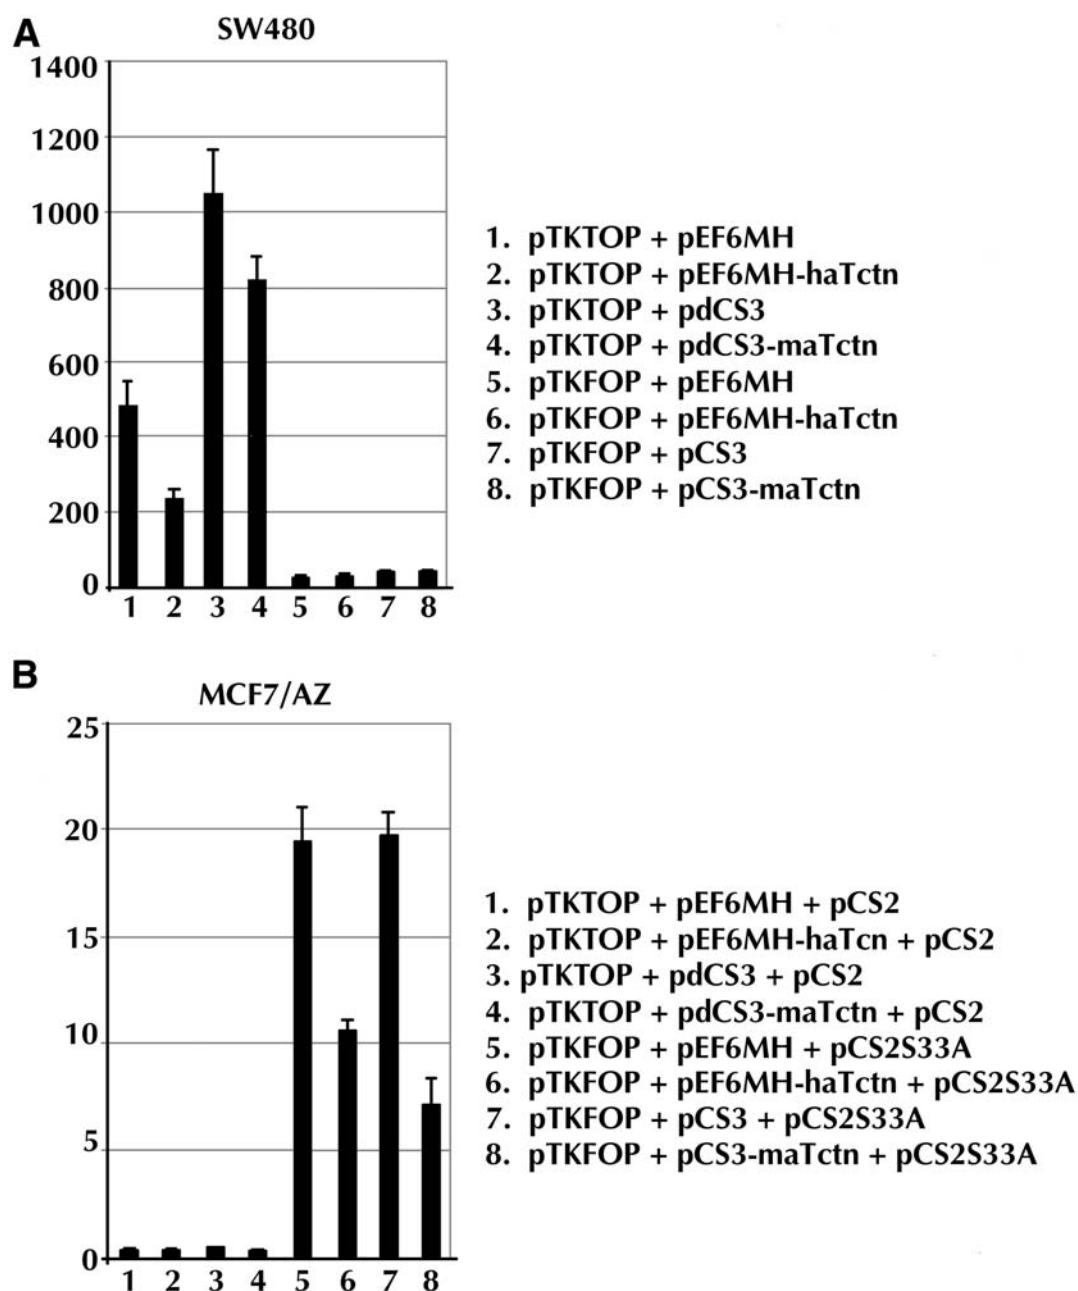 A
SW480
1400
1200
1000
800
600
400
200
0
1 2 3 4 5 6 7 8
1. pTKTOP + pEF6MH
2. pTKTOP + pEF6MH-haTctn
3. pTKTOP + pdCS3
4. pTKTOP + pdCS3-maTctn
5. pTKFOP + pEF6MH
6. pTKFOP + pEF6MH-haTctn
7. pTKFOP + pCS3
8. pTKFOP + pCS3-maTctn
B
MCF7/AZ
25
20
15
10
5
0
1 2 3 4 5 6 7 8
1. pTKTOP + pEF6MH + pCS2
2. pTKTOP + pEF6MH-haTcn + pCS2
3. pTKTOP + pdCS3 + pCS2
4. pTKTOP + pdCS3-maTctn + pCS2
5. pTKFOP + pEF6MH + pCS2S33A
6. pTKFOP + pEF6MH-haTctn + pCS2S33A
7. pTKFOP + pCS3 + pCS2S33A
8. pTKFOP + pCS3-maTctn + pCS2S33A